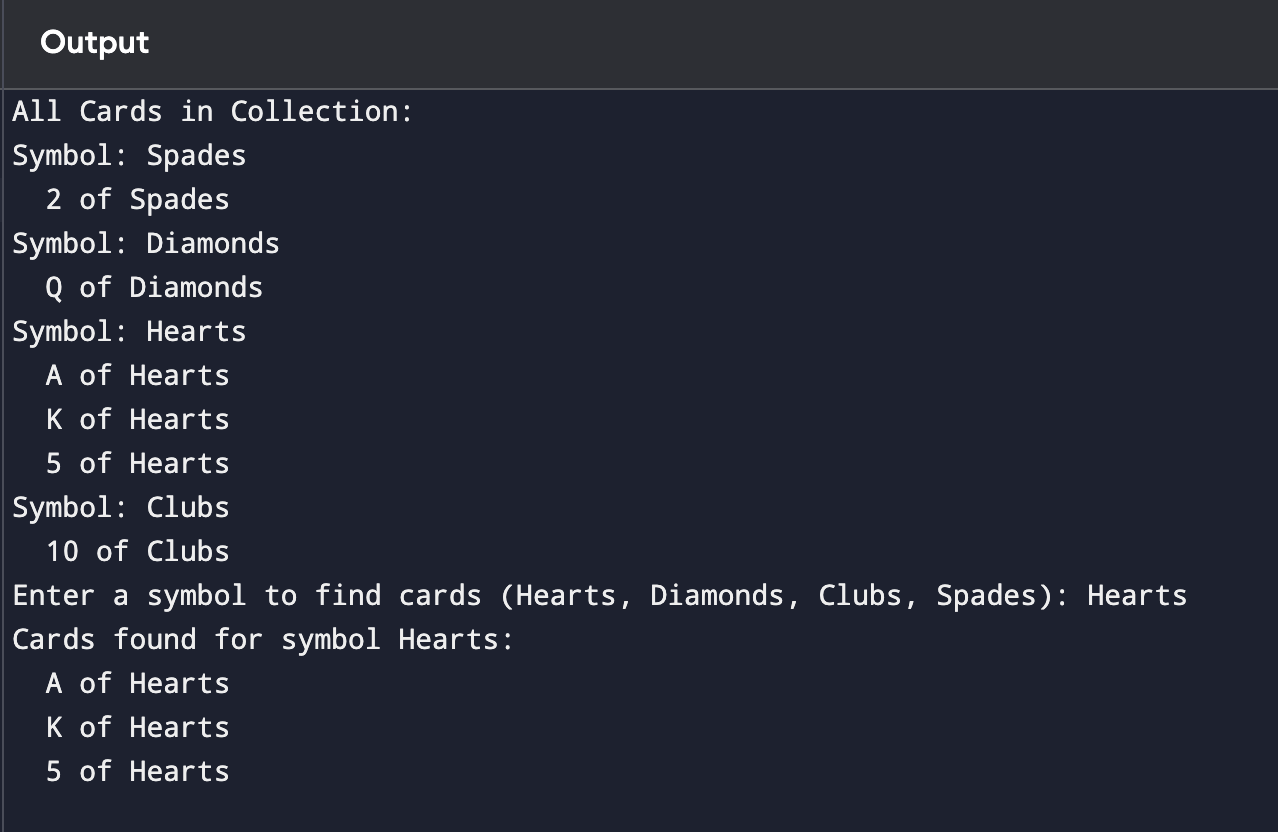 Output
All Cards in Collection:
Symbol: Spades
  2 of Spades
Symbol: Diamonds
  Q of Diamonds
Symbol: Hearts
  A of Hearts
  K of Hearts
  5 of Hearts
Symbol: Clubs
  10 of Clubs
Enter a symbol to find cards (Hearts, Diamonds, Clubs, Spades): Hearts
Cards found for symbol Hearts:
  A of Hearts
  K of Hearts
  5 of Hearts